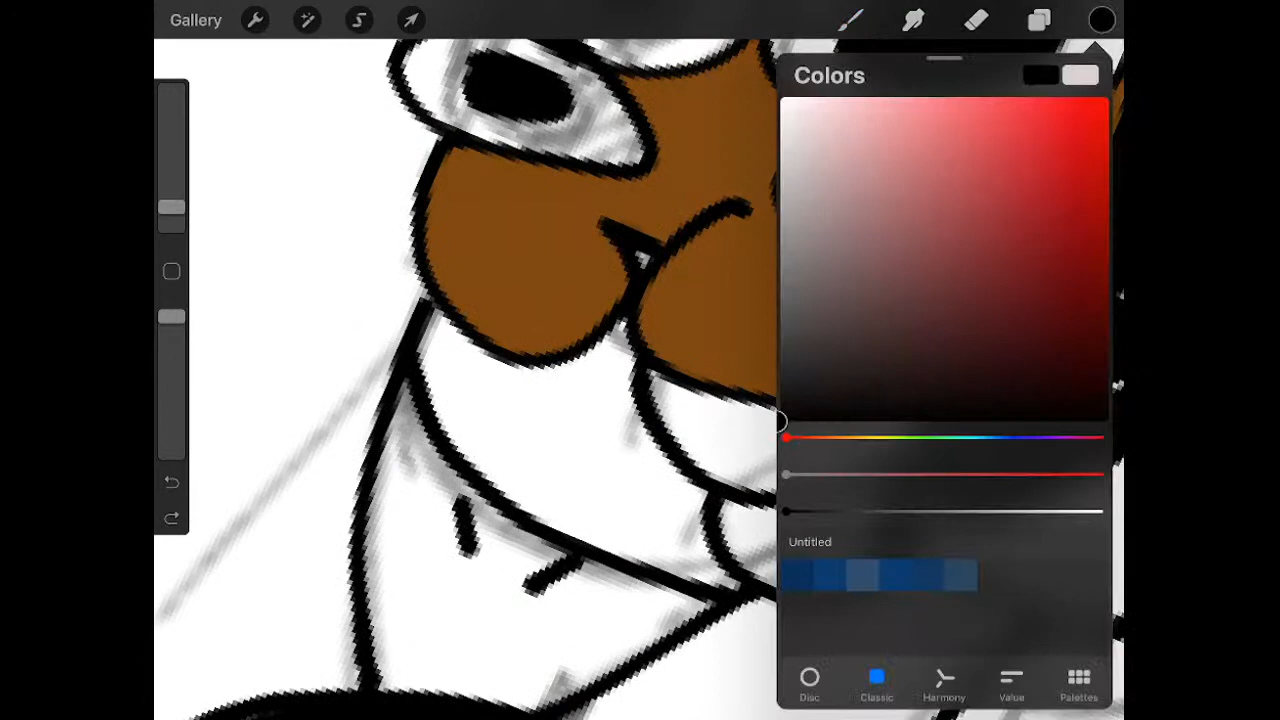 Gallery
Colors
Untitled
Disc
Classic
Harmony
Value
Palettes